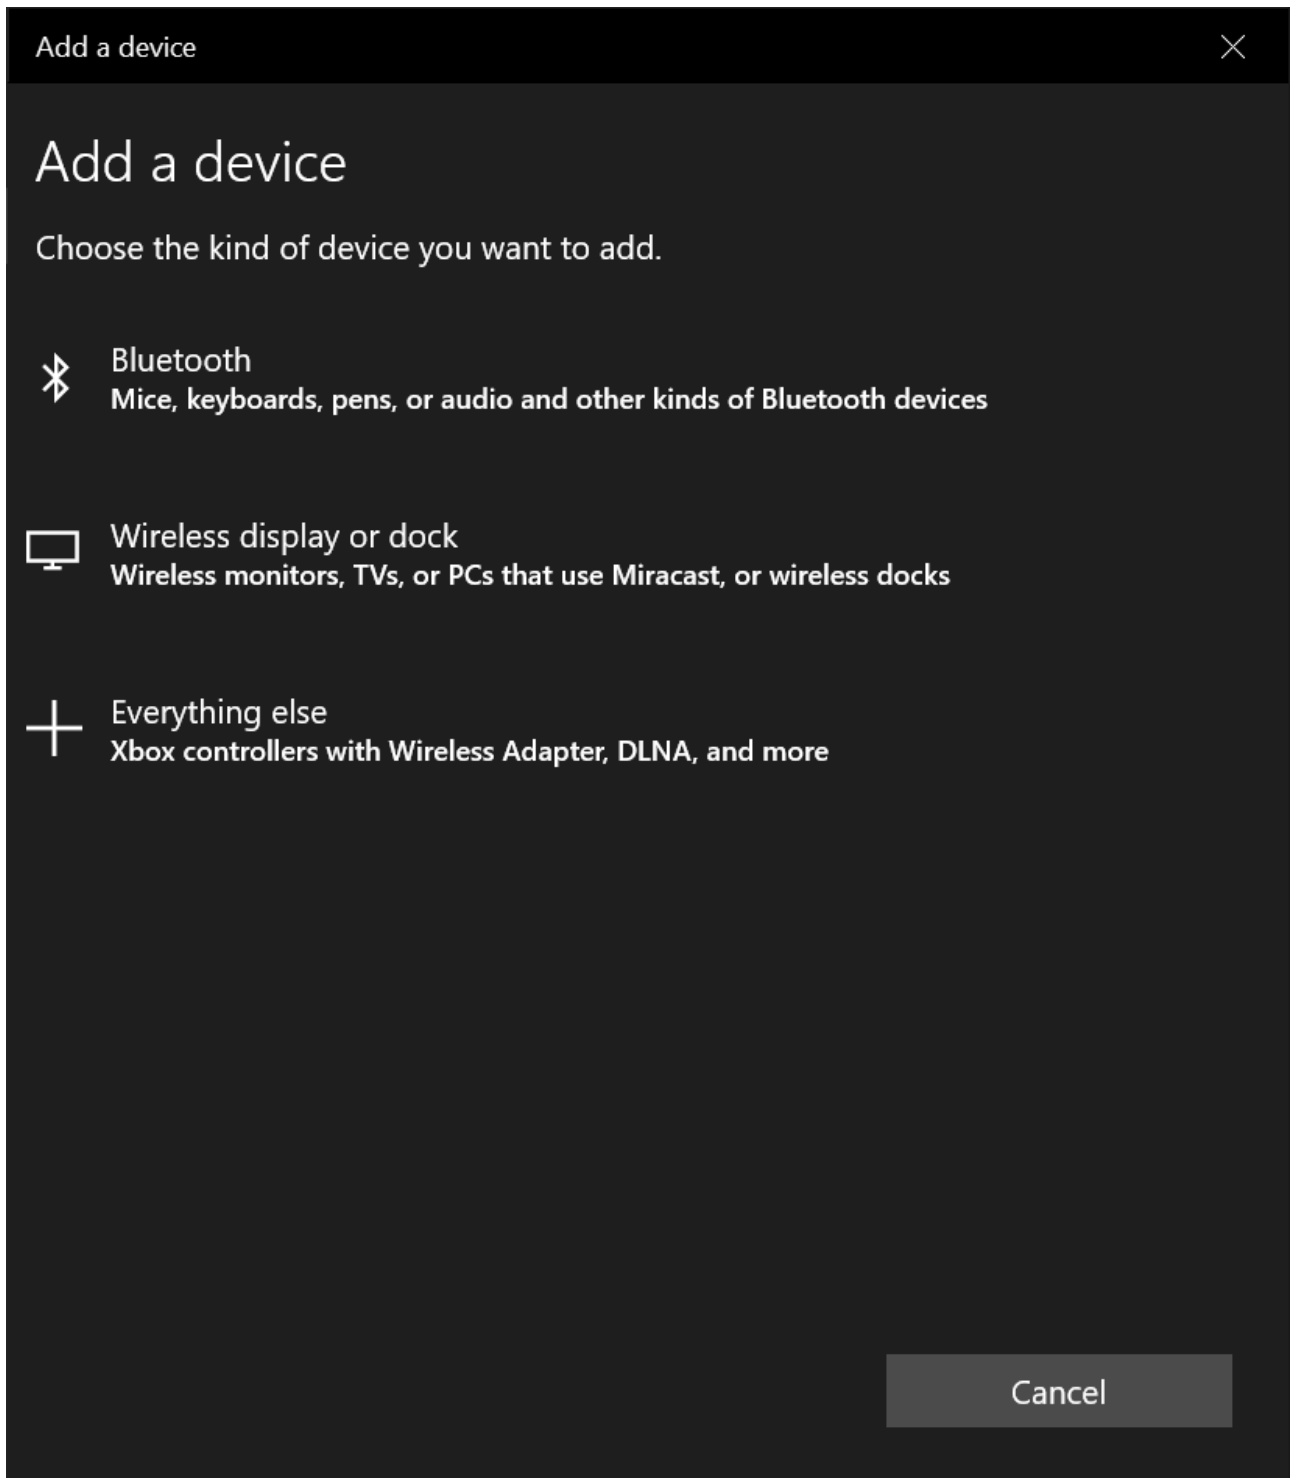 Add a device
Add a device
Choose the kind of device you want to add.
Bluetooth
Mice, keyboards, pens, or audio and other kinds of Bluetooth devices
Wireless display or dock
Wireless monitors, TVs, or PCs that use Miracast, or wireless docks
Everything else
Xbox controllers with Wireless Adapter, DLNA, and more
Cancel